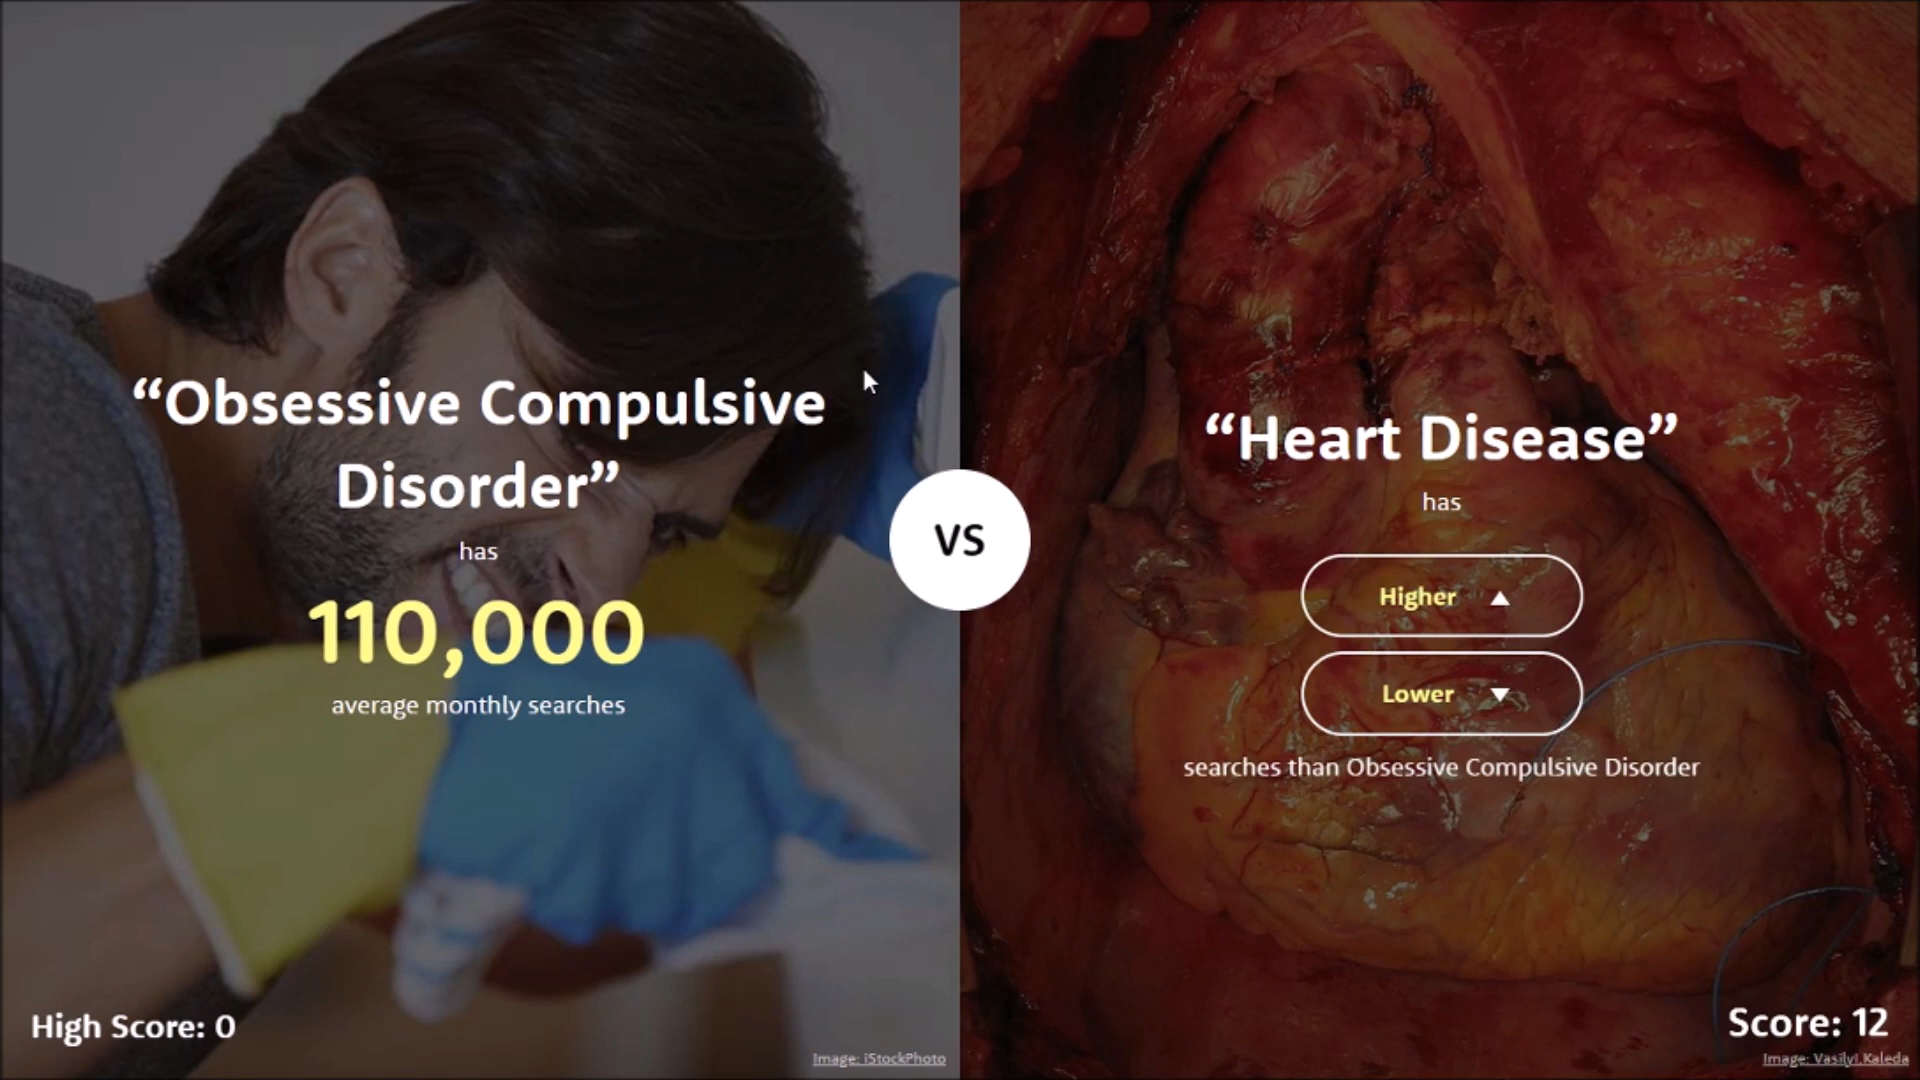 “Obsessive Compulsive
Disorder”
has
110,000
average monthly searches
High Score: 0
Image: iStockPhoto
VS
“Heart Disease”
has
Higher ▲
Lower ▼
searches than Obsessive Compulsive Disorder
Score: 12
Image: VasilyI.Kaleda